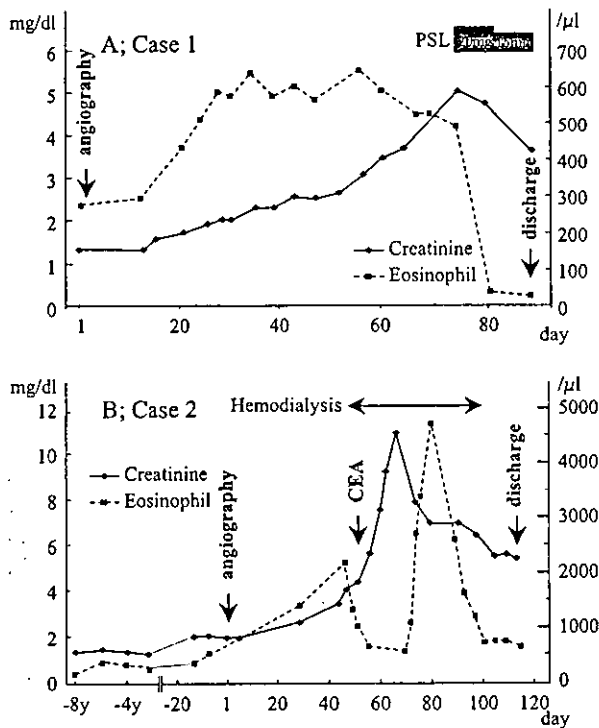 mg/dl
/µl
A; Case 1
PSL 20mg 15mg
6
5
4
3
2
1
0
700
600
500
400
300
200
100
0
angiography
discharge
Creatinine
Eosinophil
1
20
40
60
80
day
mg/dl
/µl
B; Case 2
Hemodialysis
12
10
8
6
4
2
0
5000
4000
3000
2000
1000
0
Creatinine
Eosinophil
angiography
CEA
discharge
-8y
-4y
-20
1
20
40
60
80
100
120
day